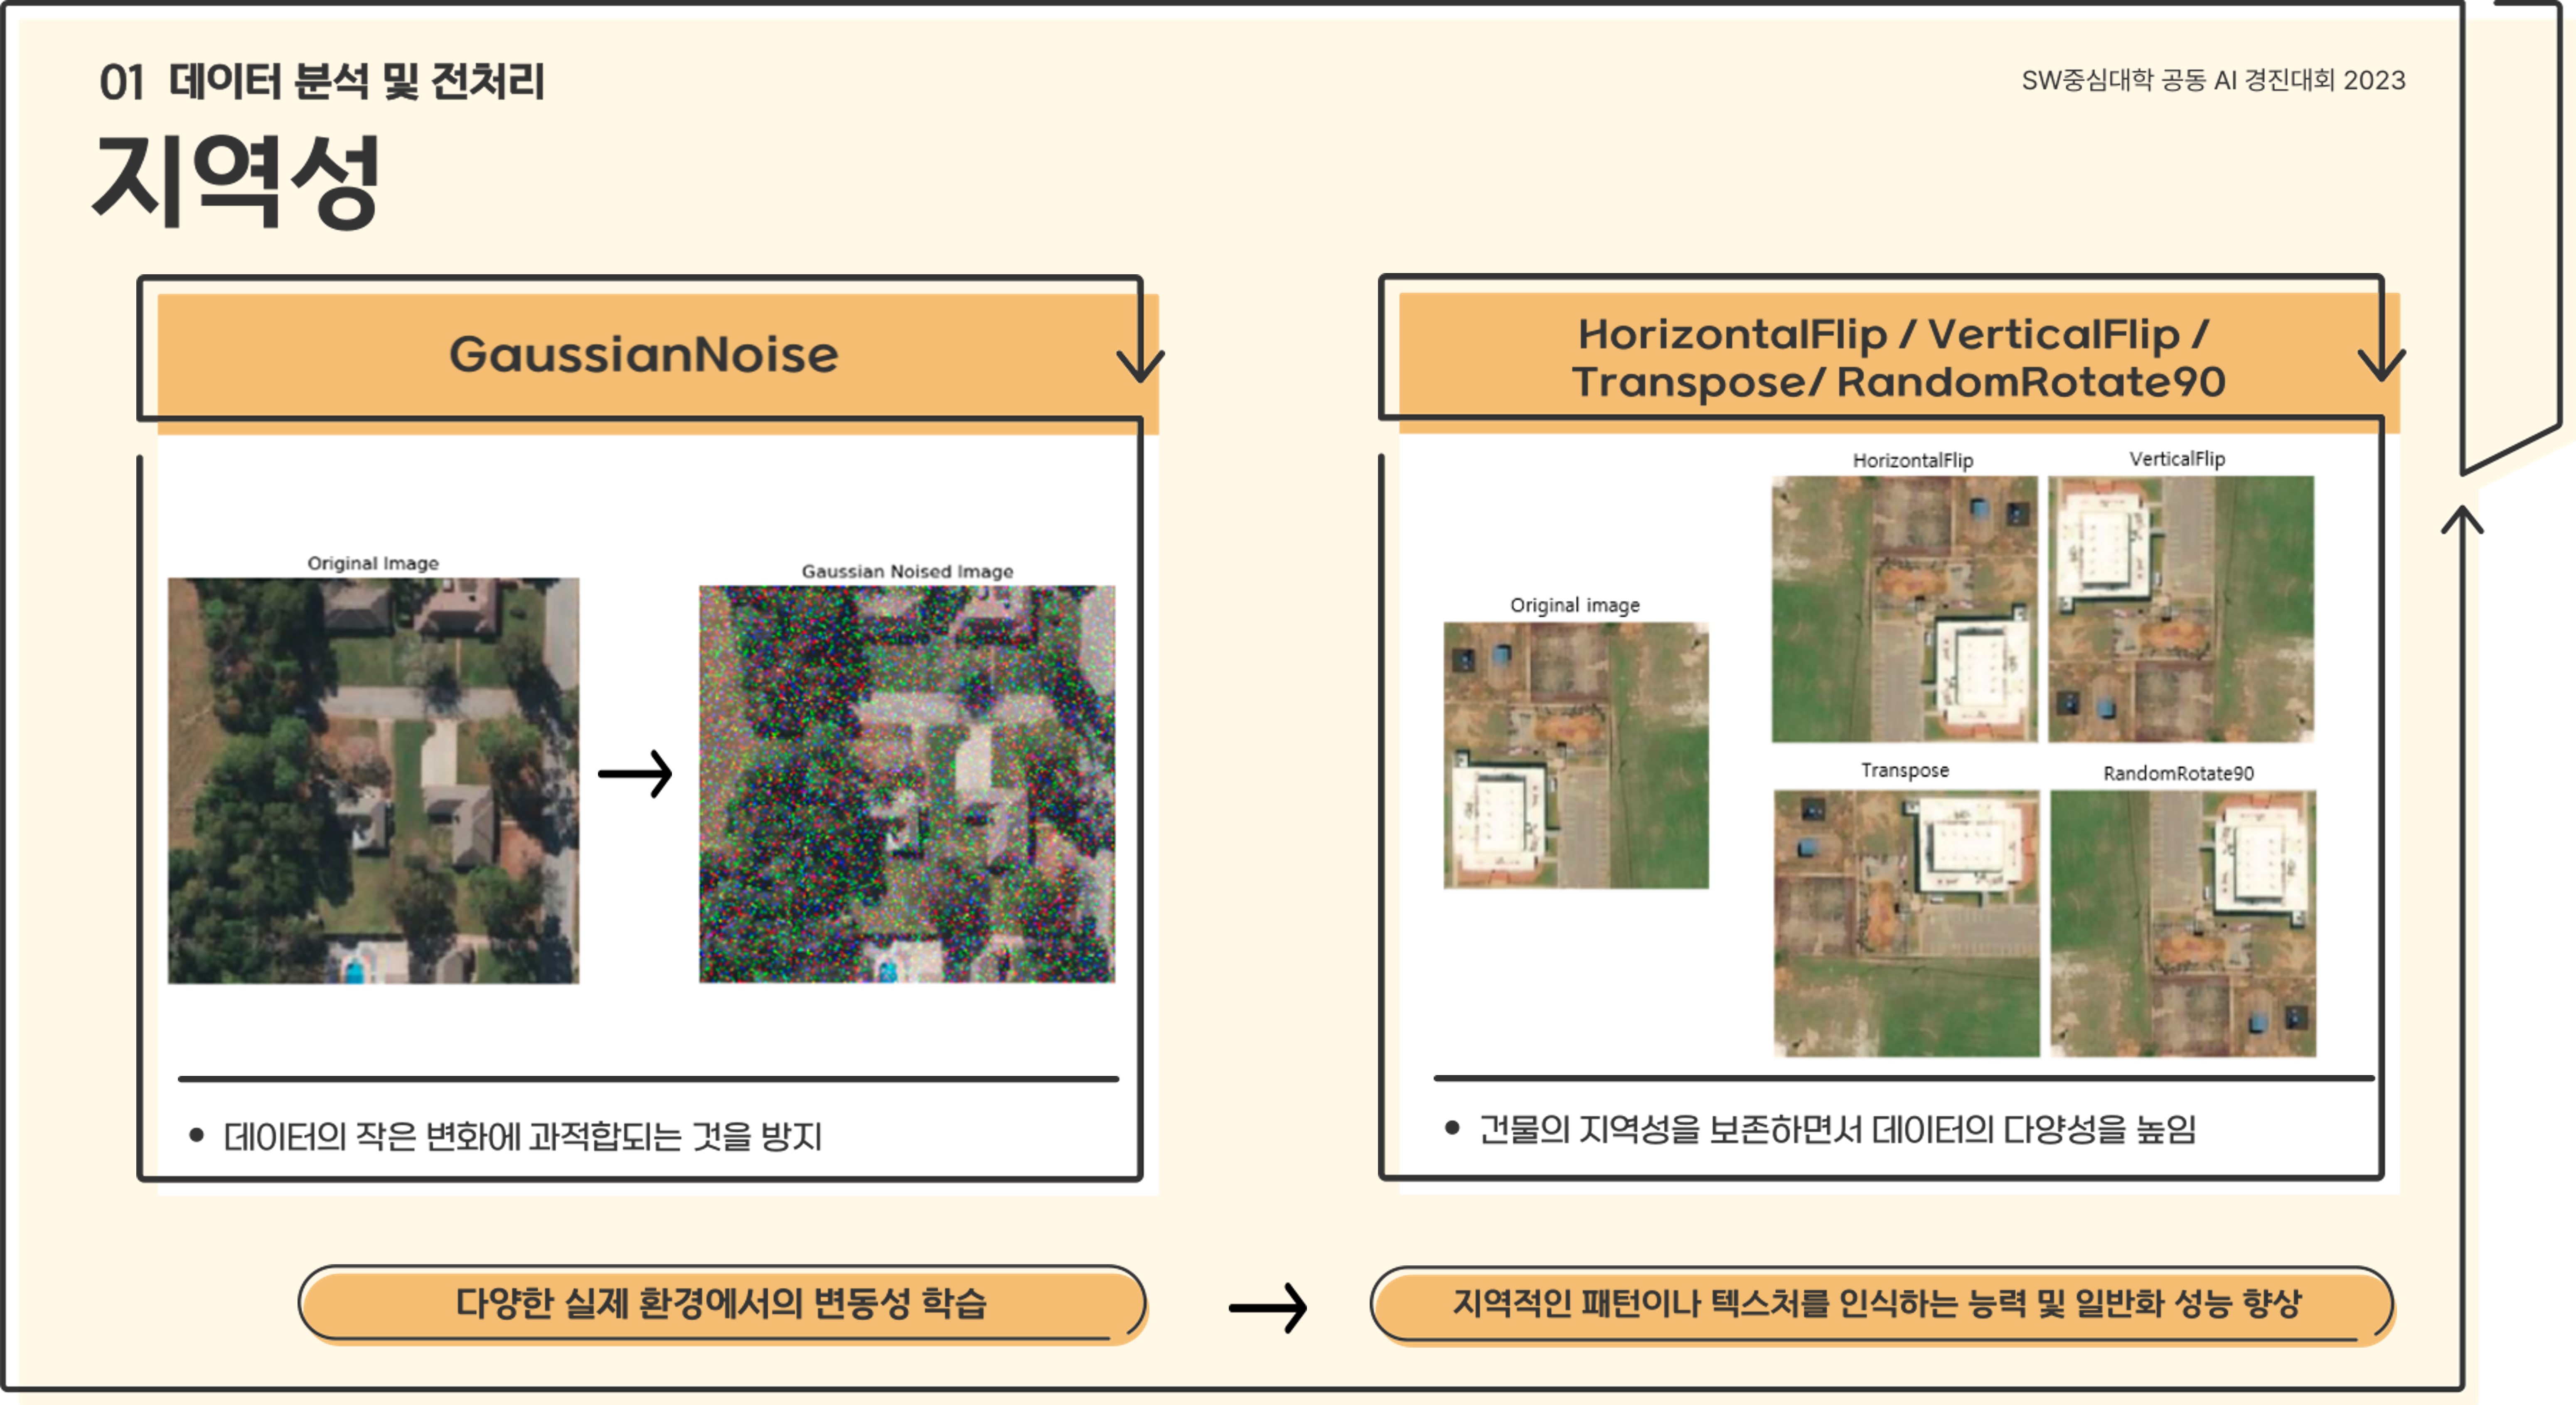 01 데이터 분석 및 전처리
SW중심대학 공동 AI 경진대회 2023
지역성
GaussianNoise
Original Image
Gaussian Noised Image
• 데이터의 작은 변화에 과적합되는 것을 방지
HorizontalFlip / VerticalFlip /
Transpose/ RandomRotate90
Original image
HorizontalFlip
VerticalFlip
Transpose
RandomRotate90
• 건물의 지역성을 보존하면서 데이터의 다양성을 높임
다양한 실제 환경에서의 변동성 학습
지역적인 패턴이나 텍스처를 인식하는 능력 및 일반화 성능 향상